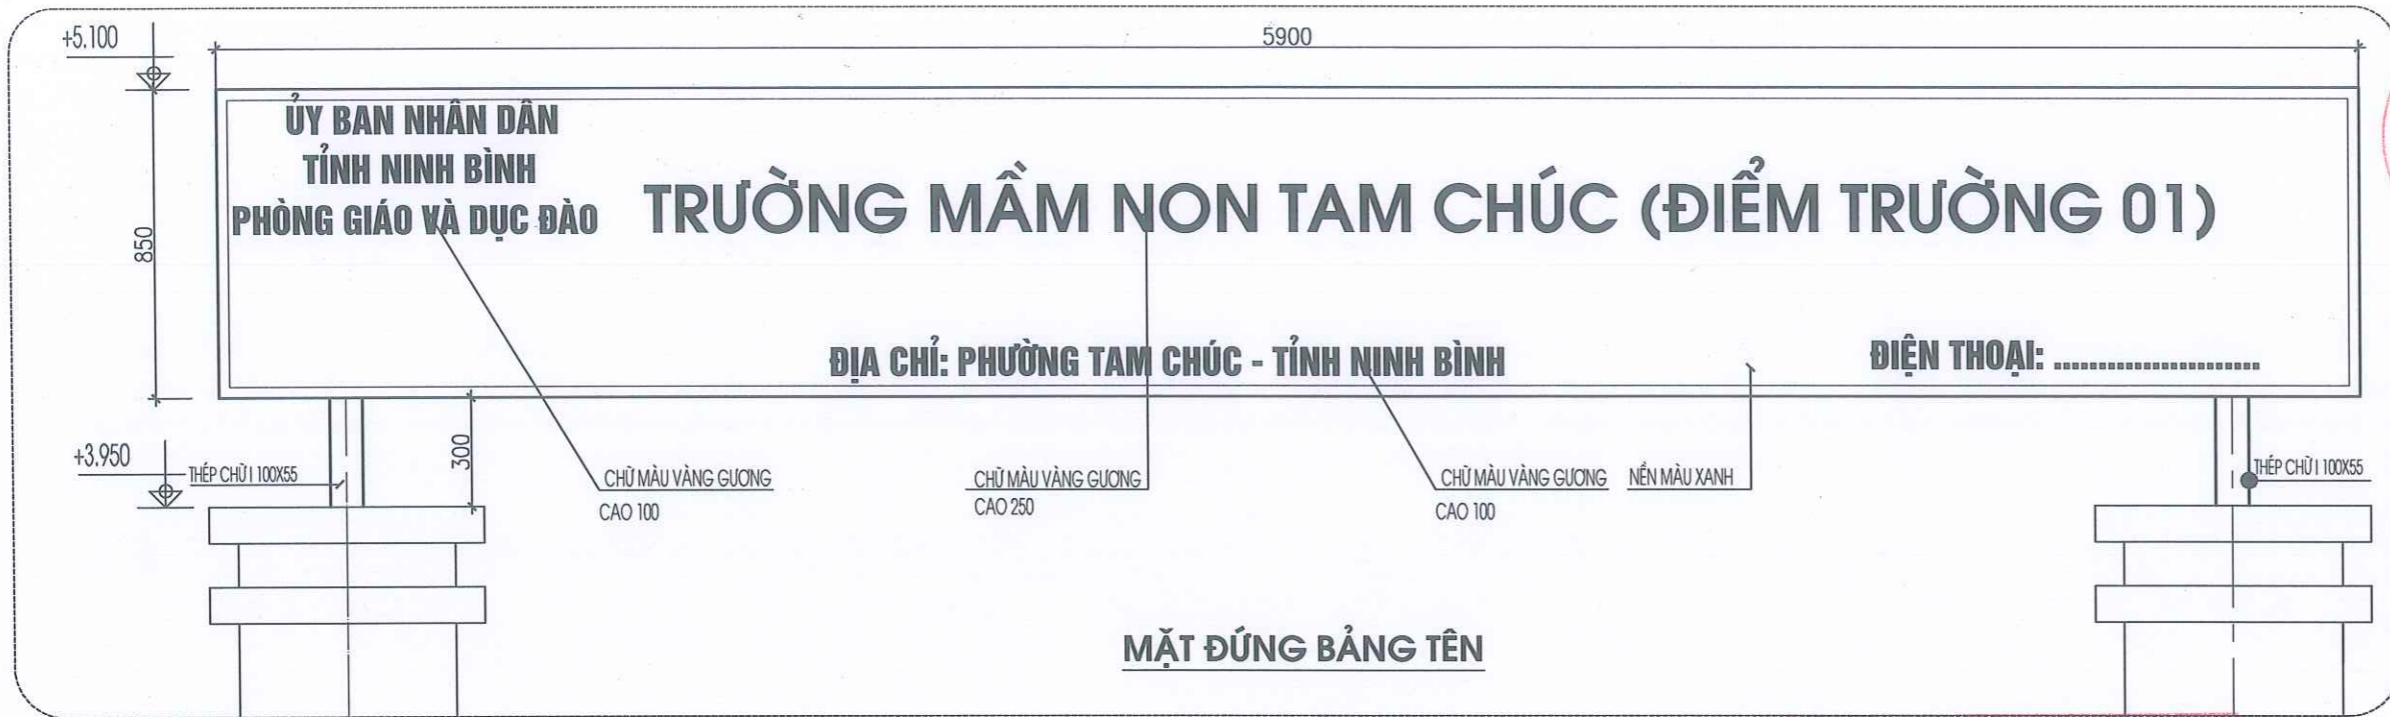 +5.100
5900
ỦY BAN NHÂN DÂN
TỈNH NINH BÌNH
PHÒNG GIÁO VÀ DỤC ĐÀO
TRƯỜNG MẦM NON TAM CHÚC (ĐIỂM TRƯỜNG 01)
850
ĐỊA CHỈ: PHƯỜNG TAM CHÚC - TỈNH NINH BÌNH
ĐIỆN THOẠI: .......................
+3.950
THÉP CHỮ I 100X55
300
CHỮ MÀU VÀNG GƯƠNG
CAO 100
CHỮ MÀU VÀNG GƯƠNG
CAO 250
CHỮ MÀU VÀNG GƯƠNG
CAO 100
NỀN MÀU XANH
THÉP CHỮ I 100X55
MẶT ĐỨNG BẢNG TÊN